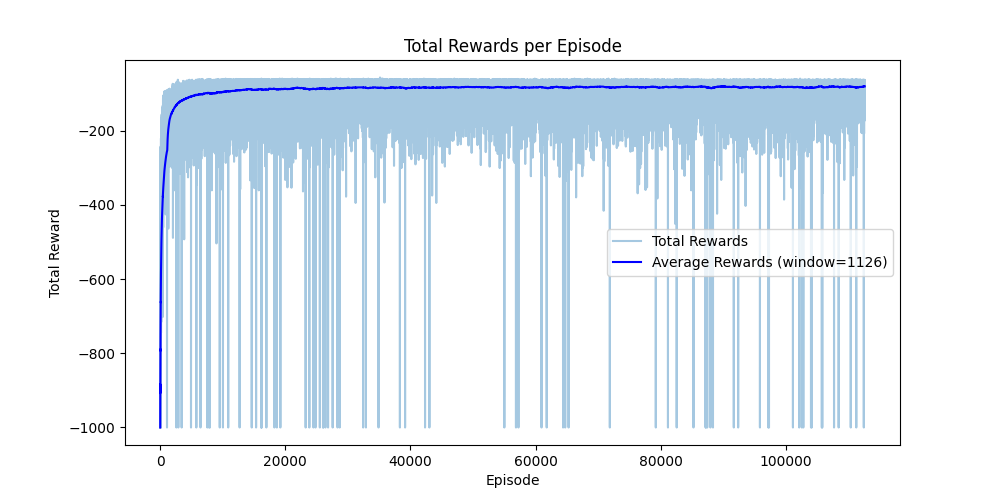 Total Rewards per Episode
Total Reward
−200
−400
−600
−800
−1000
Total Rewards
Average Rewards (window=1126)
0
20000
40000
60000
80000
100000
Episode